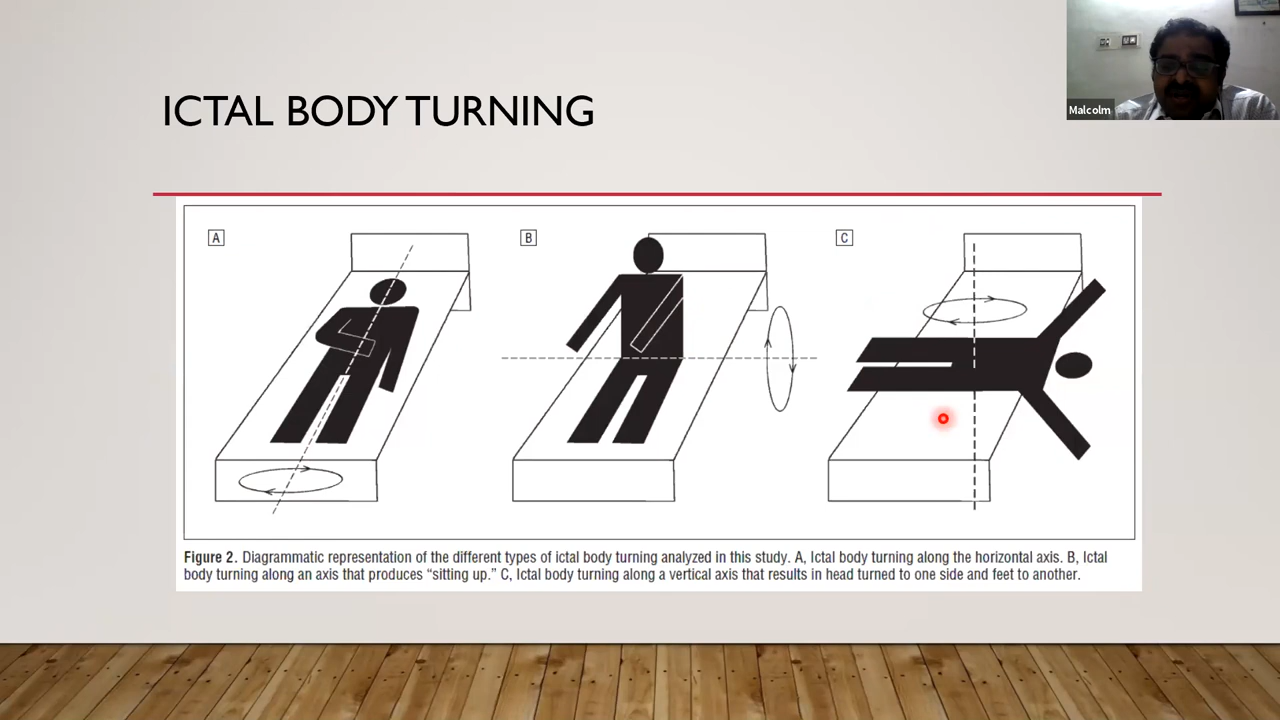 Malcolm
ICTAL BODY TURNING
A
B
C
Figure 2. Diagrammatic representation of the different types of ictal body turning analyzed in this study. A, Ictal body turning along the horizontal axis. B, Ictal
body turning along an axis that produces “sitting up.” C, Ictal body turning along a vertical axis that results in head turned to one side and feet to another.